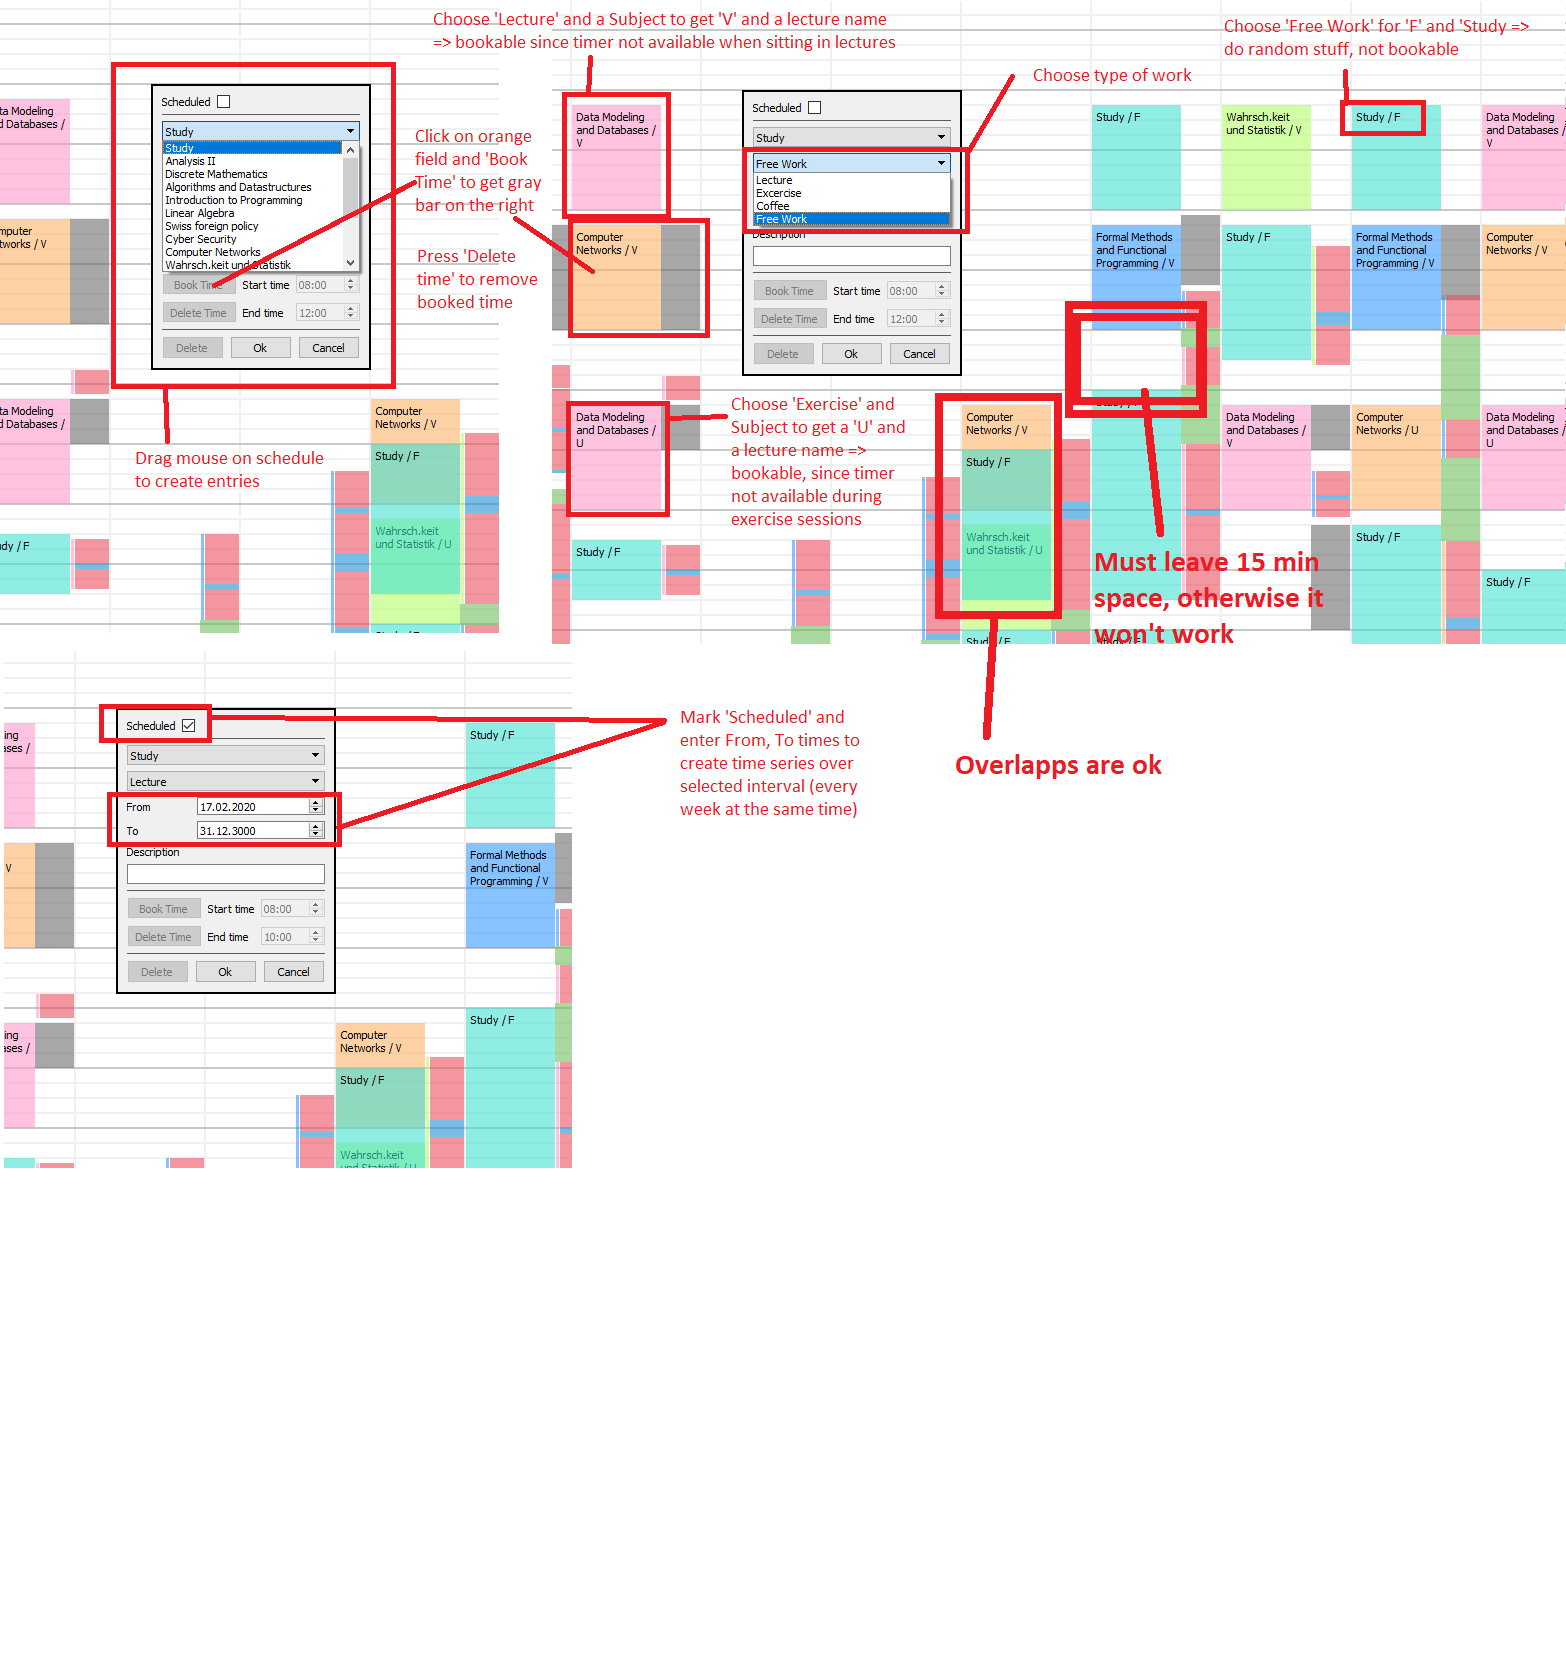 Choose 'Lecture' and a Subject to get 'V' and a lecture name
=> bookable since timer not available when sitting in lectures
Choose 'Free Work' for 'F' and 'Study =>
do random stuff, not bookable
Choose type of work
ta Modeling
d Databases /
Scheduled
Study
Study
Analysis II
Discrete Mathematics
Algorithms and Datastructures
Introduction to Programming
Linear Algebra
Swiss foreign policy
Cyber Security
Computer Networks
Wahrsch.keit und Statistik
Book Time
Start time
08:00
Delete Time
End time
12:00
Delete
Ok
Cancel
Click on orange
field and 'Book
Time' to get gray
bar on the right
Press 'Delete
time' to remove
booked time
mputer
tworks / V
ta Modeling
d Databases /
Computer
Networks / V
Drag mouse on schedule
to create entries
Study / F
Wahrsch.keit
und Statistik / U
udy / F
Study / F
Data Modeling
and Databases /
V
Scheduled
Study
Free Work
Lecture
Excercise
Coffee
Free Work
Description
Book Time
Start time
08:00
Delete Time
End time
12:00
Delete
Ok
Cancel
Study / F
Wahrsch.keit
und Statistik / V
Study / F
Data Modeling
and Databases /
V
Computer
Networks / V
Formal Methods
and Functional
Programming / V
Study / F
Formal Methods
and Functional
Programming / V
Computer
Networks / V
Data Modeling
and Databases /
U
Choose 'Exercise' and
Subject to get a 'U' and
a lecture name =>
bookable, since timer
not available during
exercise sessions
Computer
Networks / V
Study / F
Study / F
Wahrsch.keit
und Statistik / U
Study / F
Data Modeling
and Databases /
V
Computer
Networks / U
Data Modeling
and Databases /
U
Study / F
Study / F
Study / F
Study / F
Must leave 15 min
space, otherwise it
won't work
Overlapps are ok
ing
ases /
Scheduled
Study
Lecture
From
17.02.2020
To
31.12.3000
Description
Book Time
Start time
08:00
Delete Time
End time
10:00
Delete
Ok
Cancel
Mark 'Scheduled' and
enter From, To times to
create time series over
selected interval (every
week at the same time)
Study / F
V
Formal Methods
and Functional
Programming / V
ing
ases /
Computer
Networks / V
Study / F
Study / F
Wahrsch.keit
und Statistik / U